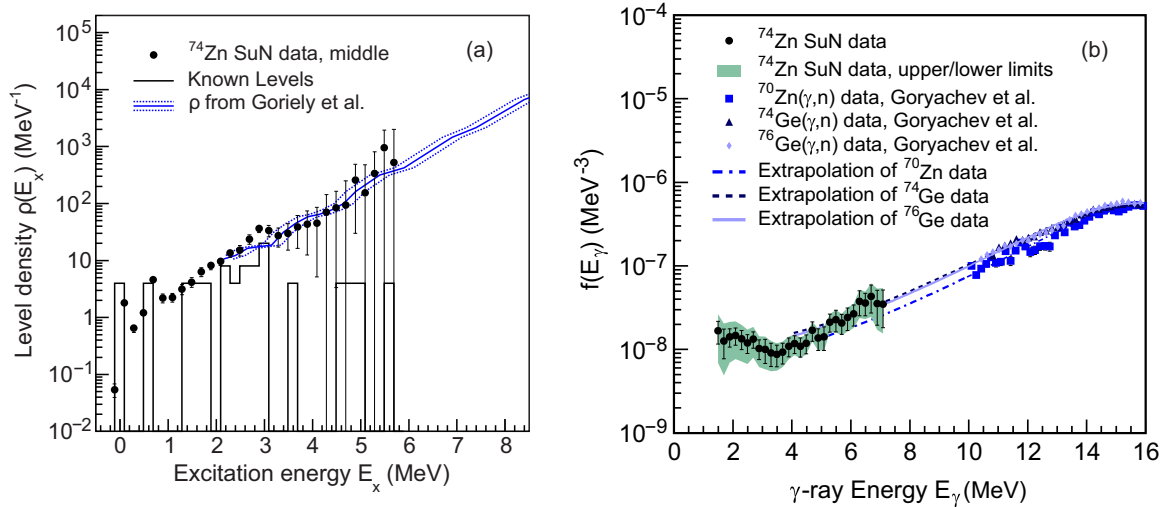 (a)
⁷⁴Zn SuN data, middle
Known Levels
ρ from Goriely et al.
Level density ρ(Eₓ) (MeV⁻¹)
10⁵
10⁴
10³
10²
10
1
10⁻¹
10⁻²
0 1 2 3 4 5 6 7 8
Excitation energy Eₓ (MeV)
(b)
⁷⁴Zn SuN data
⁷⁴Zn SuN data, upper/lower limits
⁷⁰Zn(γ,n) data, Goryachev et al.
⁷⁴Ge(γ,n) data, Goryachev et al.
⁷⁶Ge(γ,n) data, Goryachev et al.
Extrapolation of ⁷⁰Zn data
Extrapolation of ⁷⁴Ge data
Extrapolation of ⁷⁶Ge data
f(Eᵧ) (MeV⁻³)
10⁻⁴
10⁻⁵
10⁻⁶
10⁻⁷
10⁻⁸
10⁻⁹
0 2 4 6 8 10 12 14 16
γ-ray Energy Eᵧ (MeV)